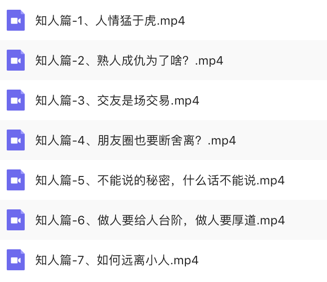 知人篇-1、人情猛于虎.mp4
知人篇-2、熟人成仇为了啥？.mp4
知人篇-3、交友是场交易.mp4
知人篇-4、朋友圈也要断舍离？.mp4
知人篇-5、不能说的秘密，什么话不能说.mp4
知人篇-6、做人要给人台阶，做人要厚道.mp4
知人篇-7、如何远离小人.mp4